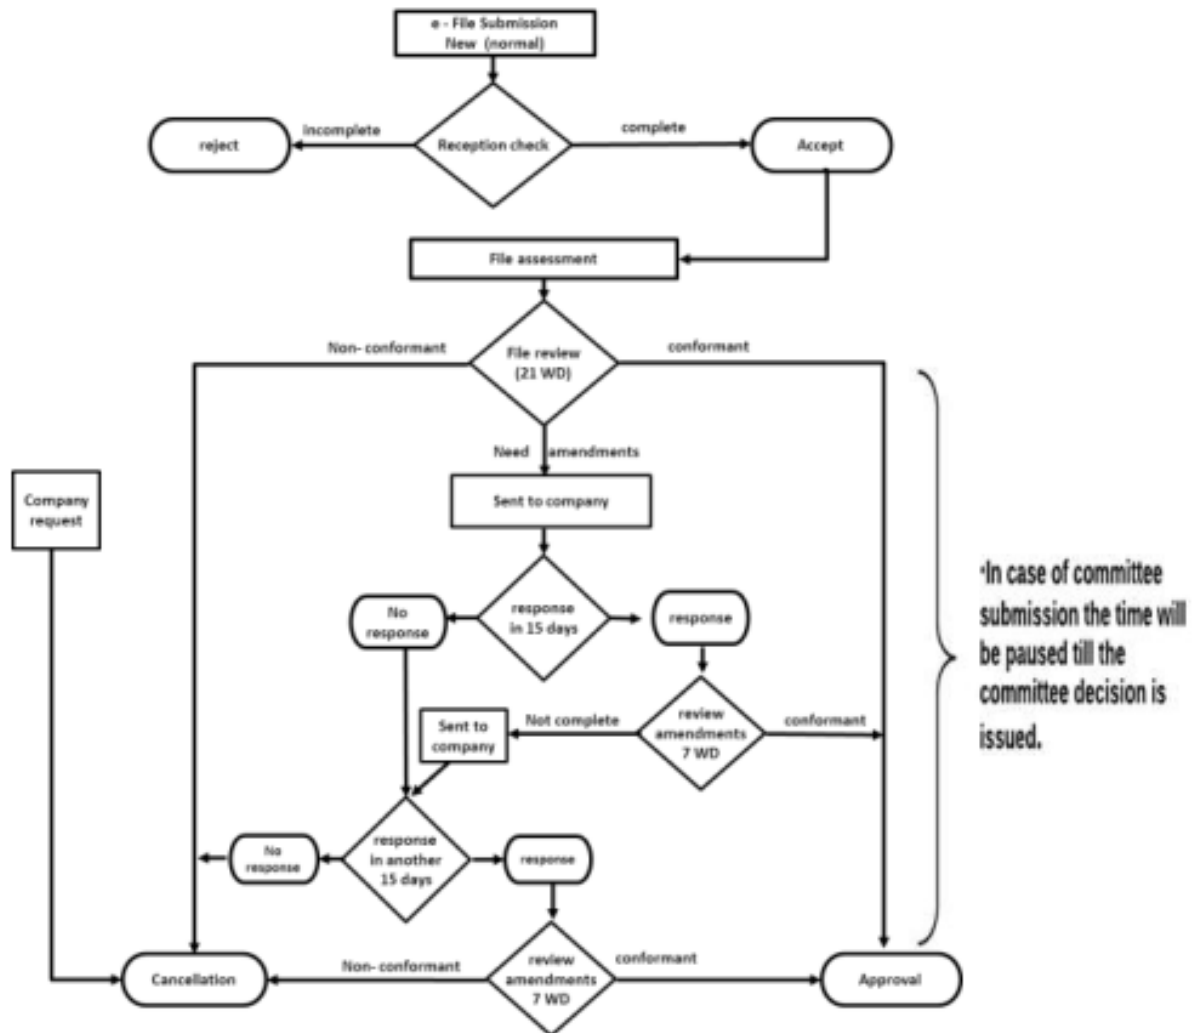 e - File Submission
New (normal)
reject
incomplete
Reception check
complete
Accept
File assessment
Non- conformant
File review
(21 WD)
conformant
Need amendments
Company
request
Sent to company
No
response
response
in 15 days
response
Sent to
company
Not complete
review
amendments
7 WD
conformant
No
response
response
in another
15 days
response
Cancellation
Non- conformant
review
amendments
7 WD
conformant
Approval
•In case of committee
submission the time will
be paused till the
committee decision is
issued.